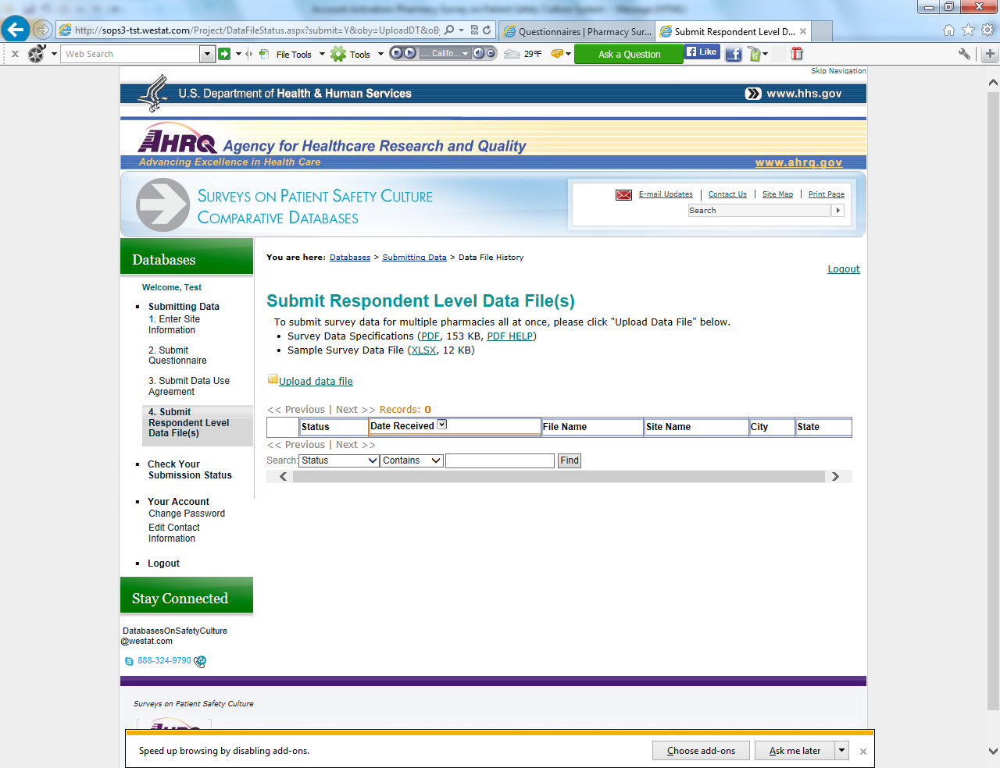 http://sops3-tst.westat.com/Project/DataFileStatus.aspx?submit=Y&oby=UploadDT&oB
Questionnaires | Pharmacy Sur...
Submit Respondent Level D...
Web Search
File Tools
Tools
...... Califo...
29°F
Ask a Question
Like
Skip Navigation
U.S. Department of Health & Human Services
www.hhs.gov
AHRQ Agency for Healthcare Research and Quality
Advancing Excellence in Health Care
www.ahrq.gov
SURVEYS ON PATIENT SAFETY CULTURE
COMPARATIVE DATABASES
E-mail Updates | Contact Us | Site Map | Print Page
Search
Databases
Welcome, Test
Submitting Data
1. Enter Site
Information
2. Submit
Questionnaire
3. Submit Data Use
Agreement
4. Submit
Respondent Level
Data File(s)
Check Your
Submission Status
Your Account
Change Password
Edit Contact
Information
Logout
Stay Connected
DatabasesOnSafetyCulture
@westat.com
888-324-9790
You are here: Databases > Submitting Data > Data File History
Logout
Submit Respondent Level Data File(s)
To submit survey data for multiple pharmacies all at once, please click "Upload Data File" below.
• Survey Data Specifications (PDF, 153 KB, PDF HELP)
• Sample Survey Data File (XLSX, 12 KB)
Upload data file
<< Previous | Next >> Records: 0
Status Date Received File Name Site Name City State
<< Previous | Next >>
Search: Status Contains Find
Surveys on Patient Safety Culture
AHRQ
Speed up browsing by disabling add-ons.
Choose add-ons
Ask me later